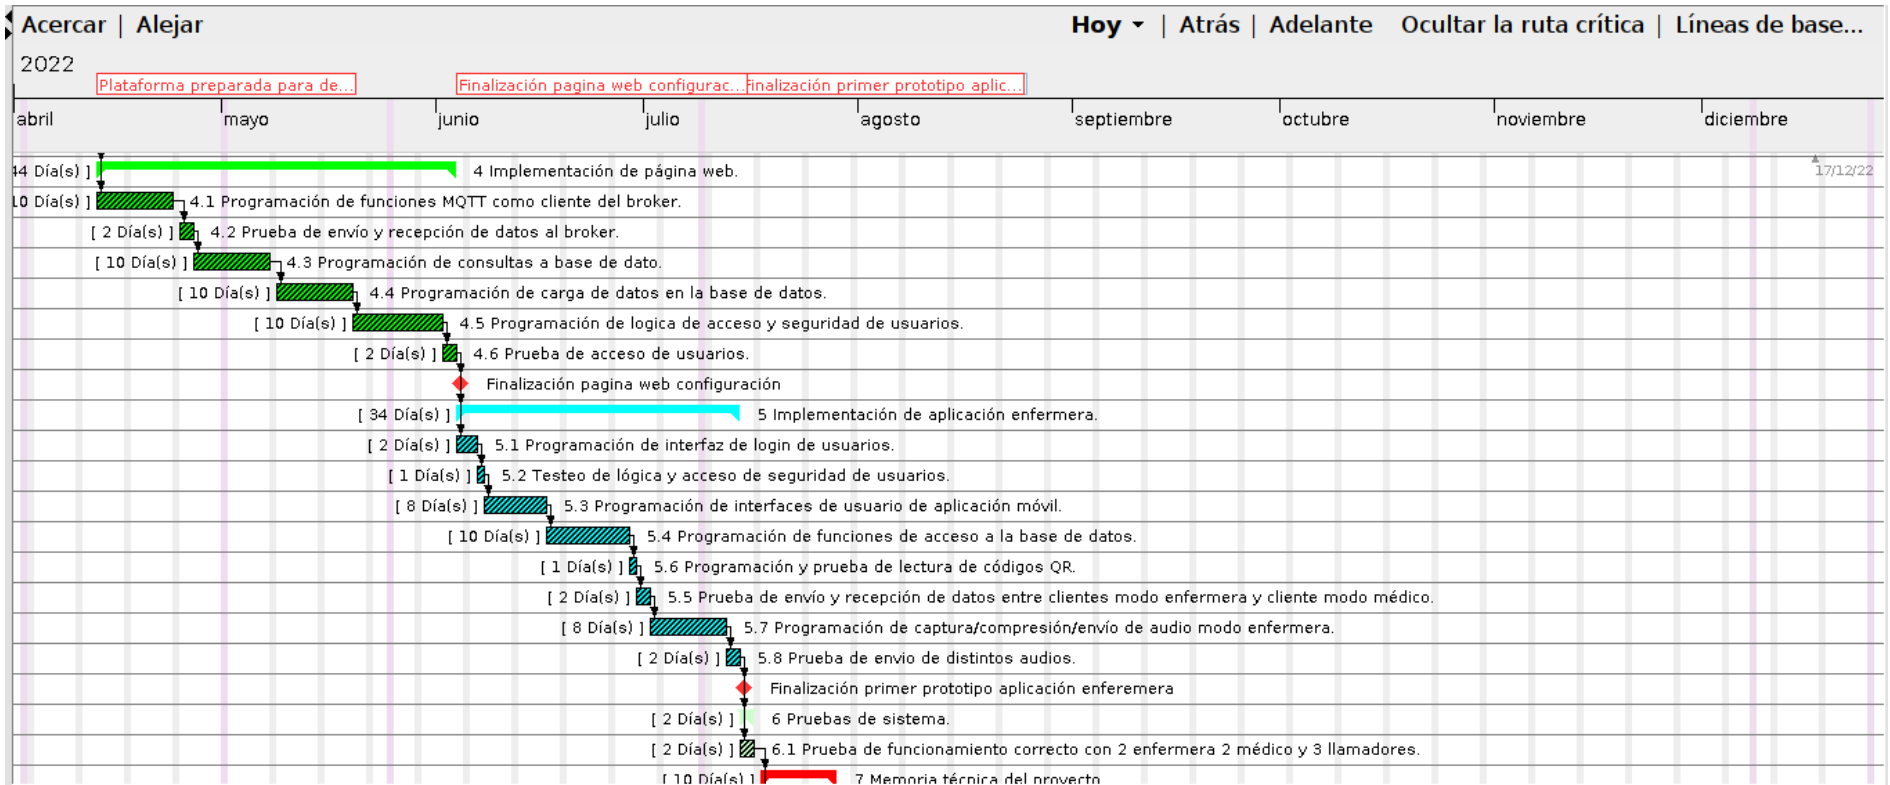 Acercar | Alejar
Hoy | Atrás | Adelante Ocultar la ruta crítica | Líneas de base...
2022
Plataforma preparada para de... Finalización pagina web configurac... Finalización primer prototipo aplic...
abril mayo junio julio agosto septiembre octubre noviembre diciembre
17/12/22
44 Día(s) ] 4 Implementación de página web.
10 Día(s) ] 4.1 Programación de funciones MQTT como cliente del broker.
[ 2 Día(s) ] 4.2 Prueba de envío y recepción de datos al broker.
[ 10 Día(s) ] 4.3 Programación de consultas a base de dato.
[ 10 Día(s) ] 4.4 Programación de carga de datos en la base de datos.
[ 10 Día(s) ] 4.5 Programación de logica de acceso y seguridad de usuarios.
[ 2 Día(s) ] 4.6 Prueba de acceso de usuarios.
Finalización pagina web configuración
[ 34 Día(s) ] 5 Implementación de aplicación enfermera.
[ 2 Día(s) ] 5.1 Programación de interfaz de login de usuarios.
[ 1 Día(s) ] 5.2 Testeo de lógica y acceso de seguridad de usuarios.
[ 8 Día(s) ] 5.3 Programación de interfaces de usuario de aplicación móvil.
[ 10 Día(s) ] 5.4 Programación de funciones de acceso a la base de datos.
[ 1 Día(s) ] 5.6 Programación y prueba de lectura de códigos QR.
[ 2 Día(s) ] 5.5 Prueba de envío y recepción de datos entre clientes modo enfermera y cliente modo médico.
[ 8 Día(s) ] 5.7 Programación de captura/compresión/envío de audio modo enfermera.
[ 2 Día(s) ] 5.8 Prueba de envio de distintos audios.
Finalización primer prototipo aplicación enferemera
[ 2 Día(s) ] 6 Pruebas de sistema.
[ 2 Día(s) ] 6.1 Prueba de funcionamiento correcto con 2 enfermera 2 médico y 3 llamadores.
[ 10 Día(s) ] 7 Memoria técnica del proyecto